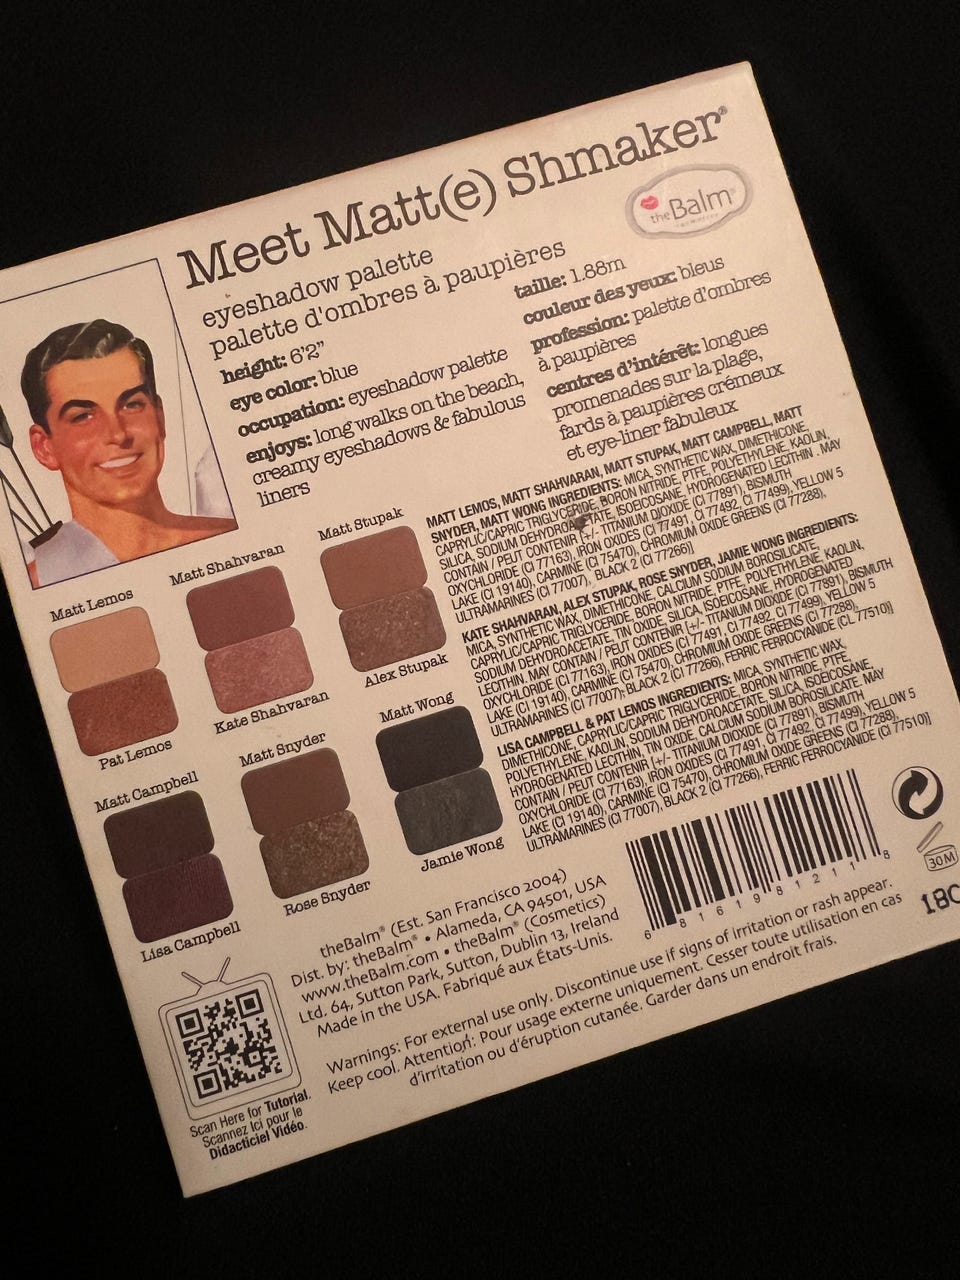 Meet Matt(e) Shmaker®
theBalm®
COSMETICS
eyeshadow palette
palette d'ombres à paupières
height: 6'2"
eye color: blue
occupation: eyeshadow palette
enjoys: long walks on the beach,
creamy eyeshadows & fabulous
liners
taille: 1.88m
couleur des yeux: bleus
profession: palette d'ombres
à paupières
centres d'intérêt: longues
promenades sur la plage,
fards à paupières crémeux
et eye-liner fabuleux
Matt Lemos
Pat Lemos
Matt Shahvaran
Kate Shahvaran
Matt Stupak
Alex Stupak
Matt Campbell
Lisa Campbell
Matt Snyder
Rose Snyder
Matt Wong
Jamie Wong
MATT LEMOS, MATT SHAHVARAN, MATT STUPAK, MATT CAMPBELL, MATT
SNYDER, MATT WONG INGREDIENTS: MICA, SYNTHETIC WAX, DIMETHICONE,
CAPRYLIC/CAPRIC TRIGLYCERIDE, BORON NITRIDE, PTFE, POLYETHYLENE, KAOLIN,
SILICA, SODIUM DEHYDROACETATE, ISOEICOSANE, HYDROGENATED LECITHIN . MAY
CONTAIN / PEUT CONTENIR [+/- TITANIUM DIOXIDE (CI 77891), BISMUTH
OXYCHLORIDE (CI 77163), IRON OXIDES (CI 77491, CI 77492, CI 77499), YELLOW 5
LAKE (CI 19140), CARMINE (CI 75470), CHROMIUM OXIDE GREENS (CI 77288),
ULTRAMARINES (CI 77007), BLACK 2 (CI 77266)]
KATE SHAHVARAN, ALEX STUPAK, ROSE SNYDER, JAMIE WONG INGREDIENTS:
MICA, SYNTHETIC WAX, DIMETHICONE, CALCIUM SODIUM BOROSILICATE,
CAPRYLIC/CAPRIC TRIGLYCERIDE, BORON NITRIDE, PTFE, POLYETHYLENE, KAOLIN,
SODIUM DEHYDROACETATE, TIN OXIDE, SILICA, ISOEICOSANE, HYDROGENATED
LECITHIN. MAY CONTAIN / PEUT CONTENIR [+/- TITANIUM DIOXIDE (CI 77891), BISMUTH
OXYCHLORIDE (CI 77163), IRON OXIDES (CI 77491, CI 77492, CI 77499), YELLOW 5
LAKE (CI 19140), CARMINE (CI 75470), CHROMIUM OXIDE GREENS (CI 77288),
ULTRAMARINES (CI 77007), BLACK 2 (CI 77266), FERRIC FERROCYANIDE (CI 77510)]
LISA CAMPBELL & PAT LEMOS INGREDIENTS: MICA, SYNTHETIC WAX,
DIMETHICONE, CAPRYLIC/CAPRIC TRIGLYCERIDE, BORON NITRIDE, PTFE,
POLYETHYLENE, KAOLIN, SODIUM DEHYDROACETATE, SILICA, ISOEICOSANE,
HYDROGENATED LECITHIN, TIN OXIDE, CALCIUM SODIUM BOROSILICATE. MAY
CONTAIN / PEUT CONTENIR [+/- TITANIUM DIOXIDE (CI 77891), BISMUTH
OXYCHLORIDE (CI 77163), IRON OXIDES (CI 77491, CI 77492, CI 77499), YELLOW 5
LAKE (CI 19140), CARMINE (CI 75470), CHROMIUM OXIDE GREENS (CI 77288),
ULTRAMARINES (CI 77007), BLACK 2 (CI 77266), FERRIC FERROCYANIDE (CI 77510)]
6 81619 81211 8
30M
theBalm® (Est. San Francisco 2004)
Dist. by: theBalm® • Alameda, CA 94501, USA
www.theBalm.com • theBalm® (Cosmetics)
Ltd. 64, Sutton Park, Sutton, Dublin 13, Ireland
Made in the USA. Fabriqué aux États-Unis.
Warnings: For external use only. Discontinue use if signs of irritation or rash appear.
Keep cool. Attention: Pour usage externe uniquement. Cesser toute utilisation en cas
d'irritation ou d'éruption cutanée. Garder dans un endroit frais.
Scan Here for Tutorial.
Scannez Ici pour le
Didacticiel Vidéo.